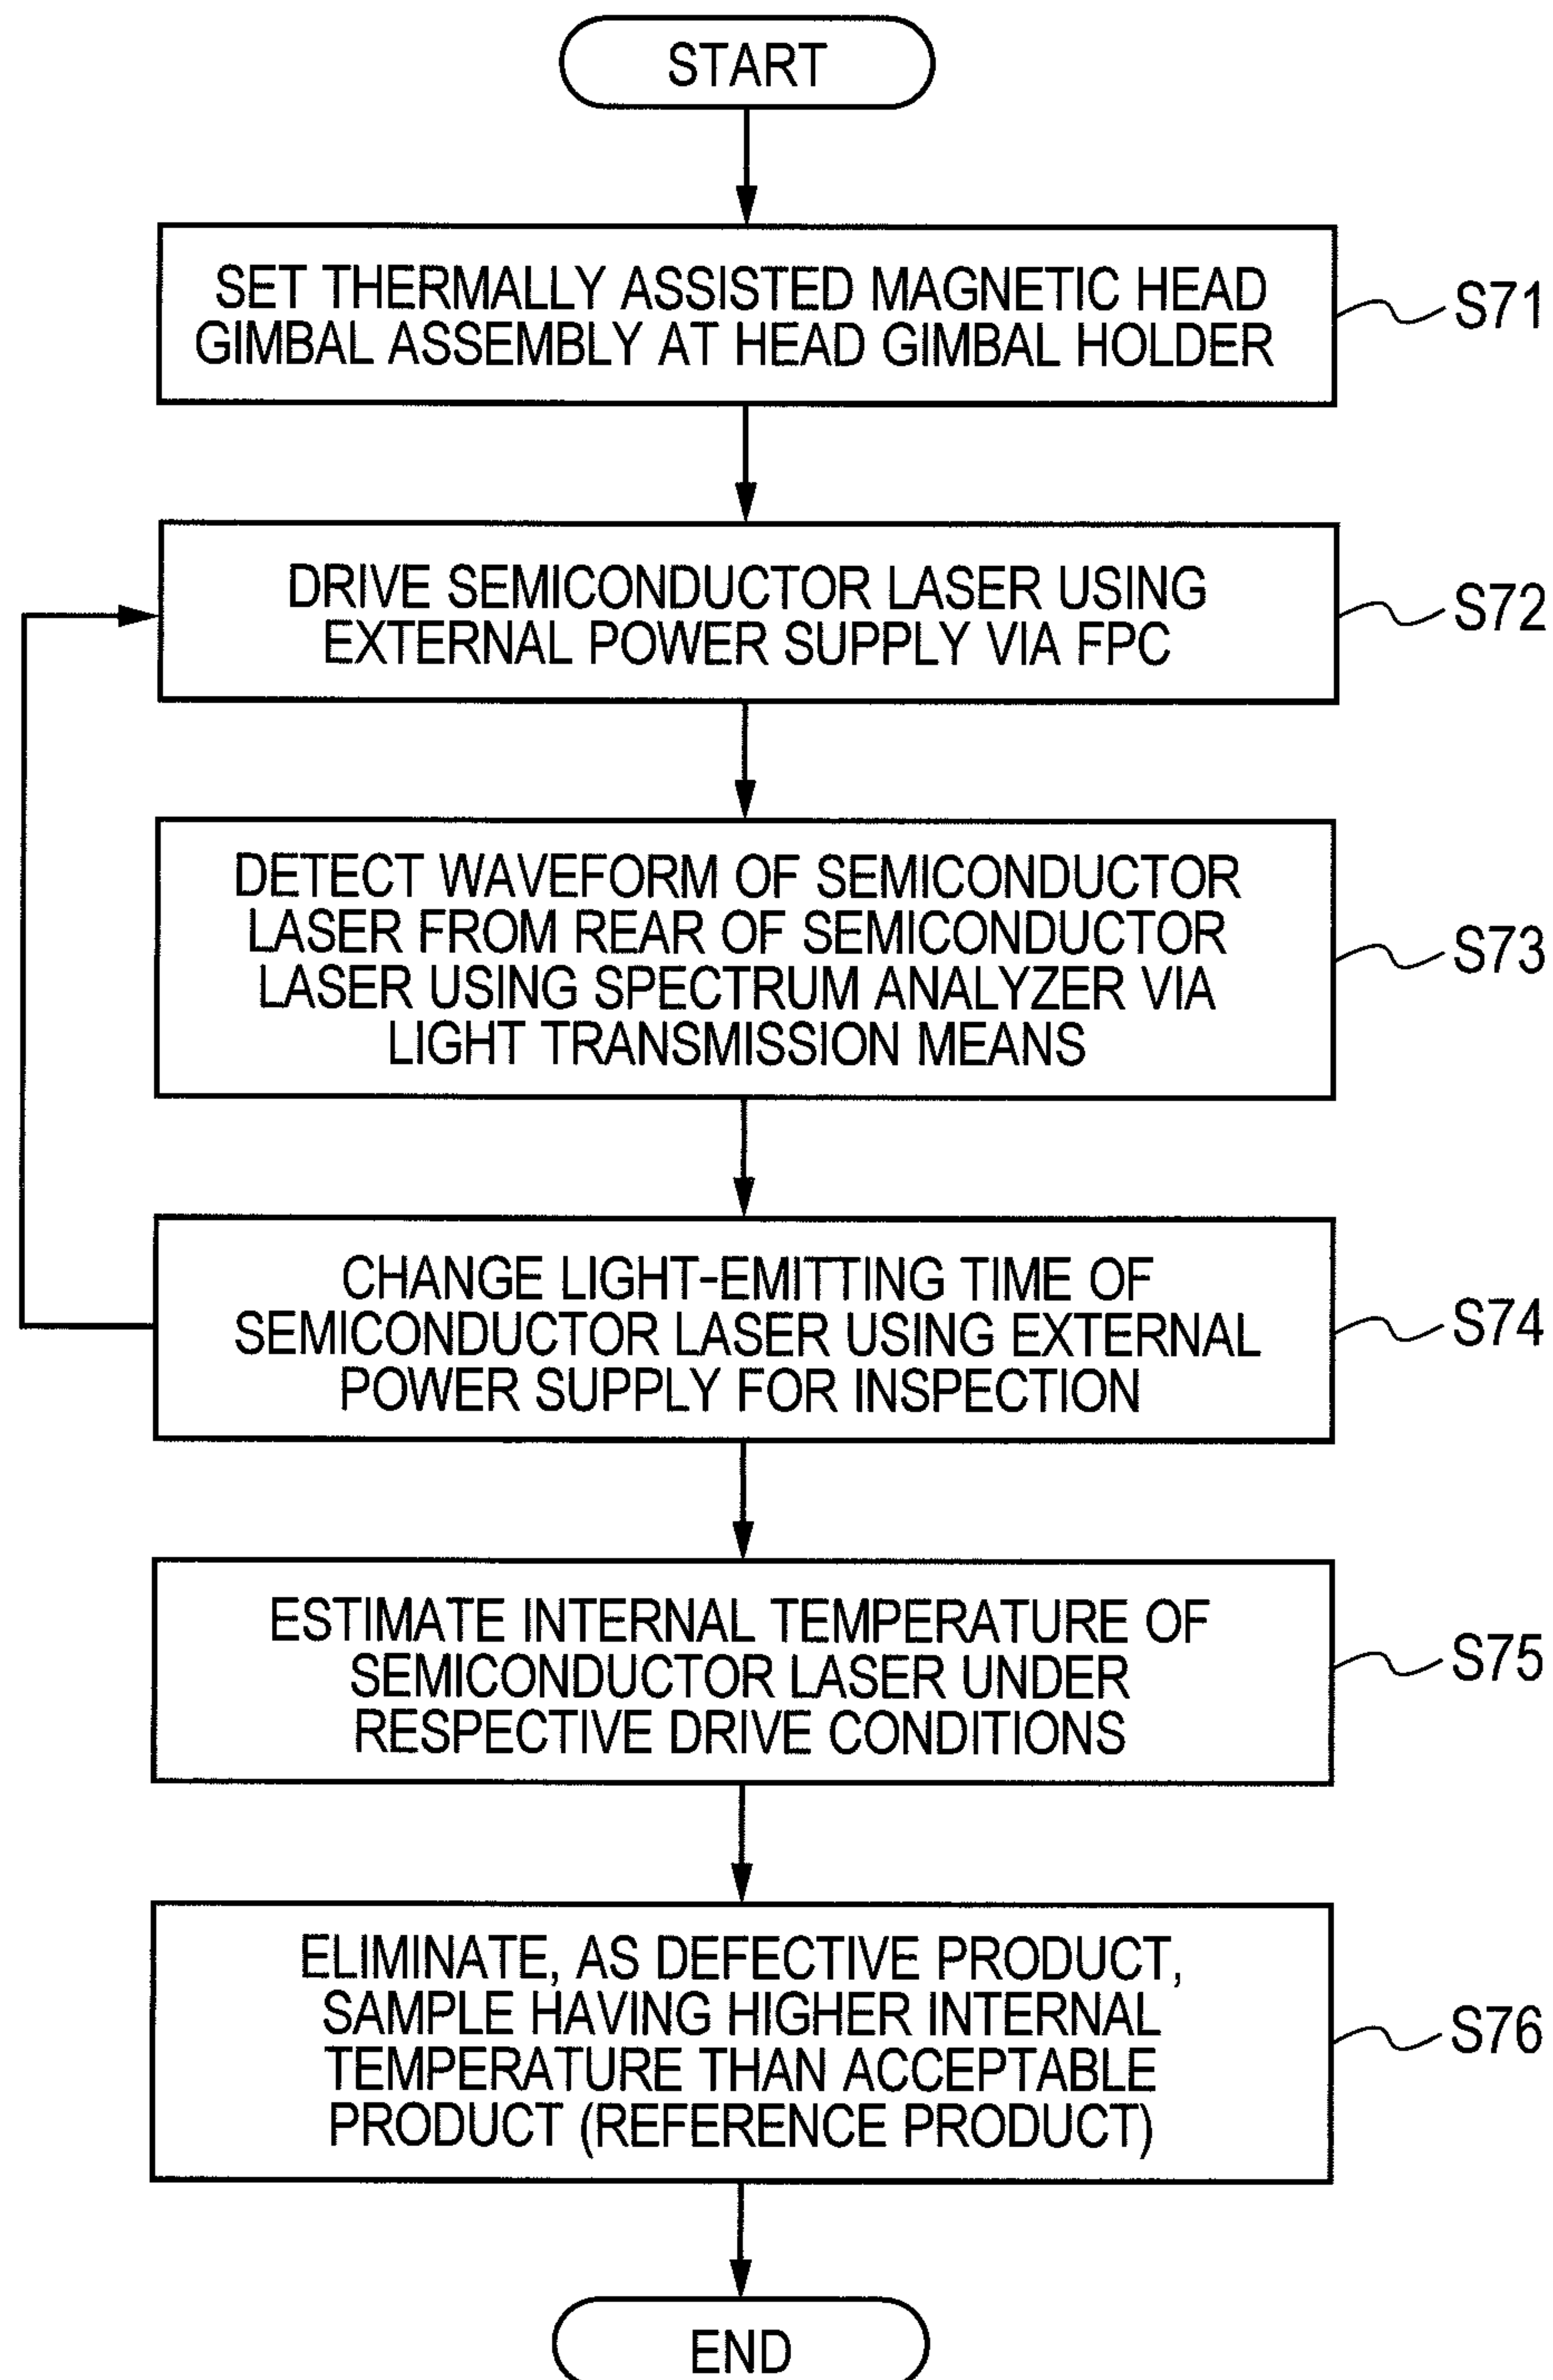 START
SET THERMALLY ASSISTED MAGNETIC HEAD
GIMBAL ASSEMBLY AT HEAD GIMBAL HOLDER
S71
DRIVE SEMICONDUCTOR LASER USING
EXTERNAL POWER SUPPLY VIA FPC
S72
DETECT WAVEFORM OF SEMICONDUCTOR
LASER FROM REAR OF SEMICONDUCTOR
LASER USING SPECTRUM ANALYZER VIA
LIGHT TRANSMISSION MEANS
S73
CHANGE LIGHT-EMITTING TIME OF
SEMICONDUCTOR LASER USING EXTERNAL
POWER SUPPLY FOR INSPECTION
S74
ESTIMATE INTERNAL TEMPERATURE OF
SEMICONDUCTOR LASER UNDER
RESPECTIVE DRIVE CONDITIONS
S75
ELIMINATE, AS DEFECTIVE PRODUCT,
SAMPLE HAVING HIGHER INTERNAL
TEMPERATURE THAN ACCEPTABLE
PRODUCT (REFERENCE PRODUCT)
S76
END